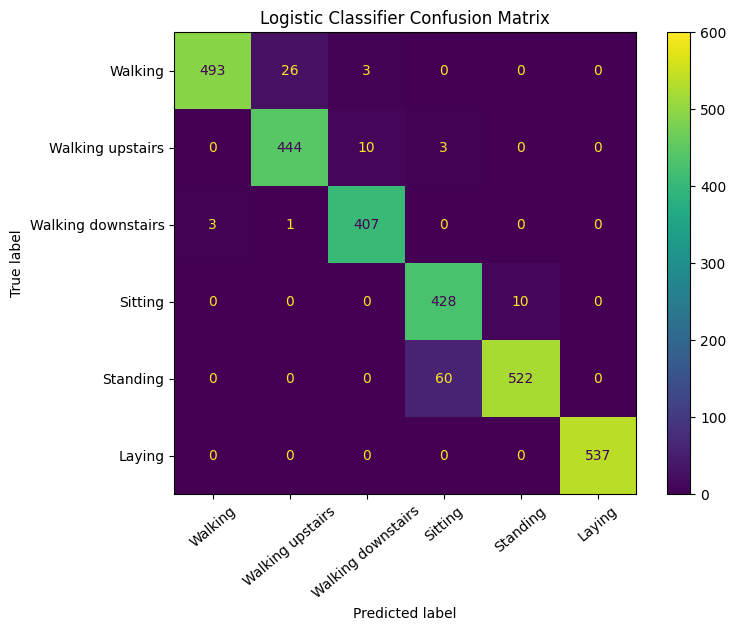 Logistic Classifier Confusion Matrix
True label
Walking 493 26 3 0 0 0
Walking upstairs 0 444 10 3 0 0
Walking downstairs 3 1 407 0 0 0
Sitting 0 0 0 428 10 0
Standing 0 0 0 60 522 0
Laying 0 0 0 0 0 537
Walking Walking upstairs Walking downstairs Sitting Standing Laying
Predicted label
600
500
400
300
200
100
0